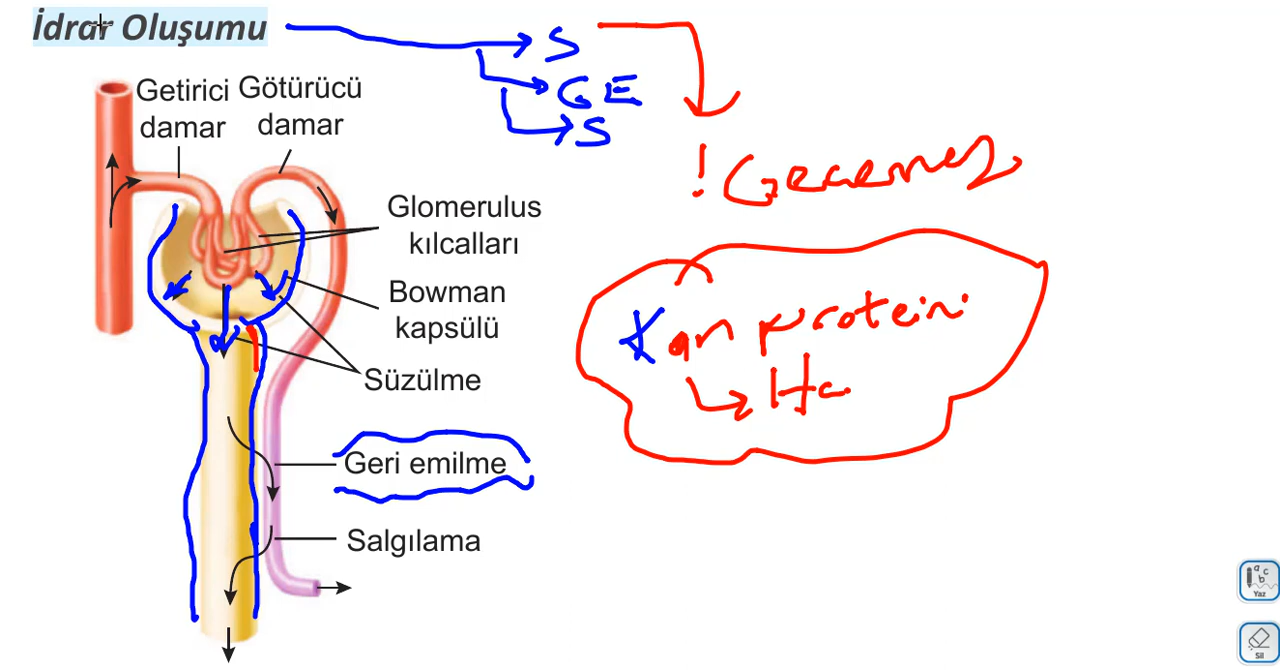 İdrar Oluşumu
S
GE
S
Getirici
damar
Götürücü
damar
! Geçemez
Glomerulus
kılcalları
Bowman
kapsülü
Süzülme
Kan proteini
Geri emilme
Salgılama
a b c
Yaz
Sil